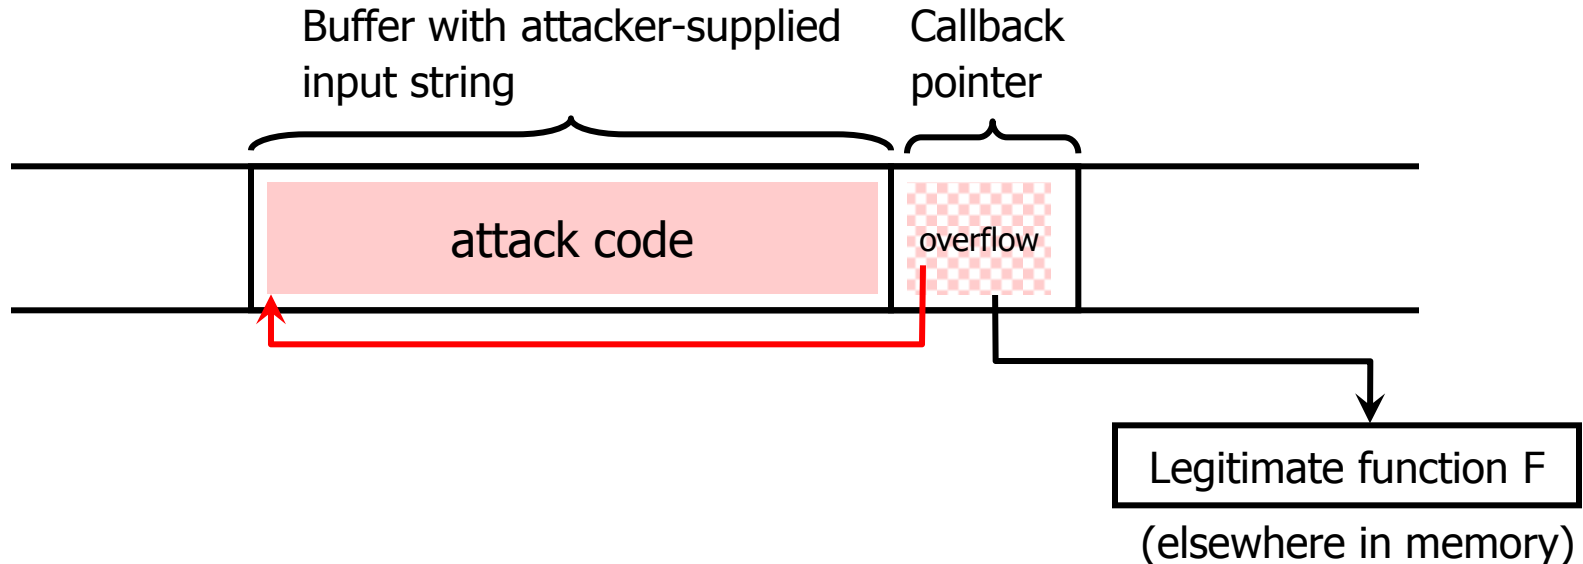 Buffer with attacker-supplied
input string
Callback
pointer
attack code
overflow
Legitimate function F
(elsewhere in memory)